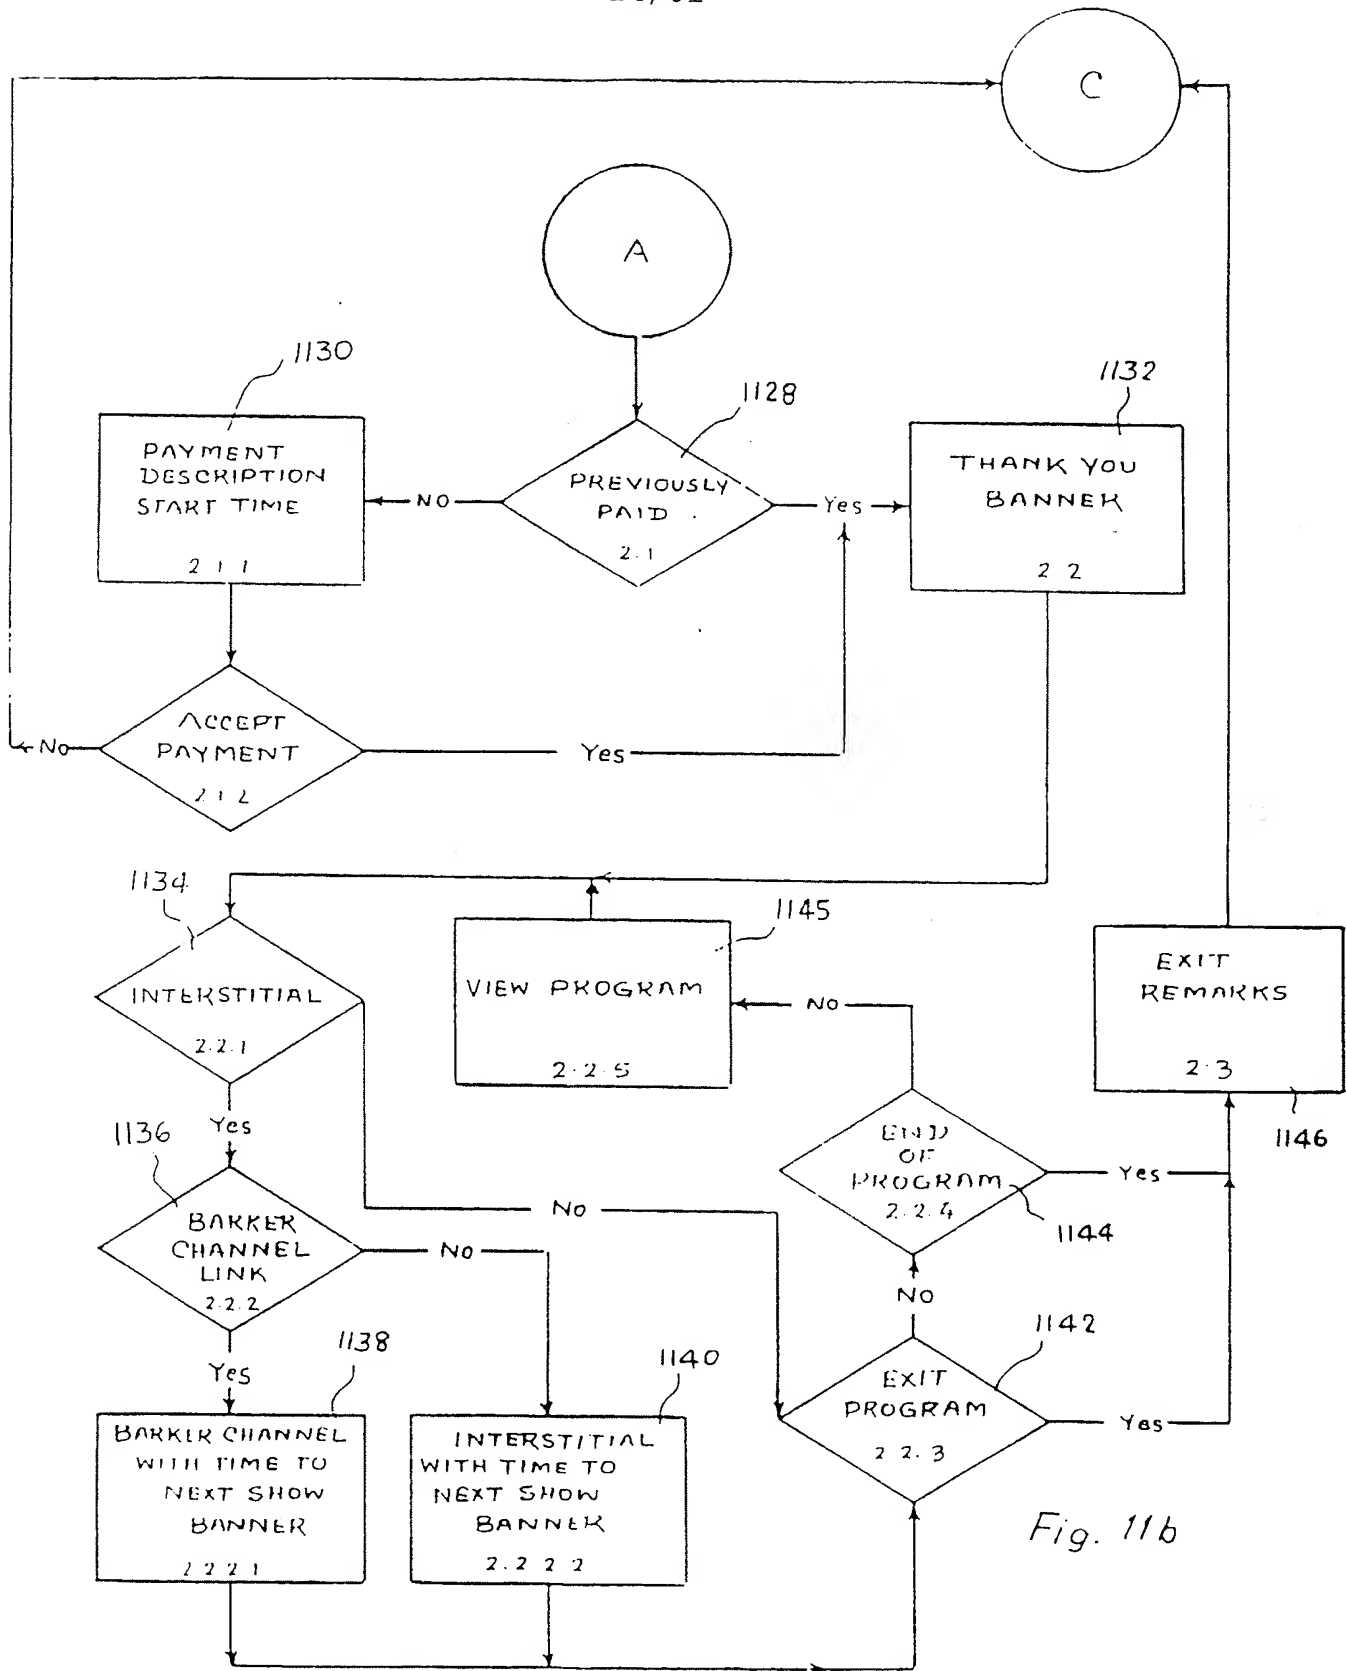 C
A
1130
1128
1132
PAYMENT
DESCRIPTION
START TIME
2 1 1
NO
PREVIOUSLY
PAID
2.1
Yes
THANK YOU
BANNER
2 2
ACCEPT
PAYMENT
2 1 2
No
Yes
1134
INTERSTITIAL
2.2.1
1145
VIEW PROGRAM
2.2.5
NO
EXIT
REMARKS
2.3
1146
Yes
1136
BARKER
CHANNEL
LINK
2.2.2
No
No
END
OF
PROGRAM
2.2.4
Yes
1144
No
Yes
1138
1140
1142
EXIT
PROGRAM
2 2.3
Yes
BARKER CHANNEL
WITH TIME TO
NEXT SHOW
BANNER
2 2 2 1
INTERSTITIAL
WITH TIME TO
NEXT SHOW
BANNER
2.2 2 2
Fig. 11b